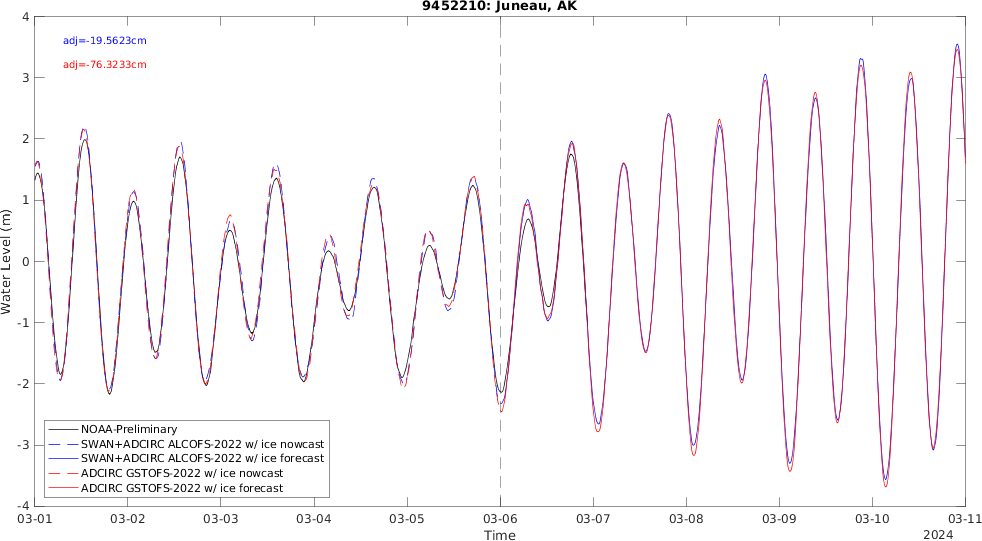 9452210: Juneau, AK
adj=-19.5623cm
adj=-76.3233cm
4
3
2
1
0
-1
-2
-3
-4
Water Level (m)
NOAA-Preliminary
SWAN+ADCIRC ALCOFS-2022 w/ ice nowcast
SWAN+ADCIRC ALCOFS-2022 w/ ice forecast
ADCIRC GSTOFS-2022 w/ ice nowcast
ADCIRC GSTOFS-2022 w/ ice forecast
03-01 03-02 03-03 03-04 03-05 03-06 03-07 03-08 03-09 03-10 03-11
Time
2024